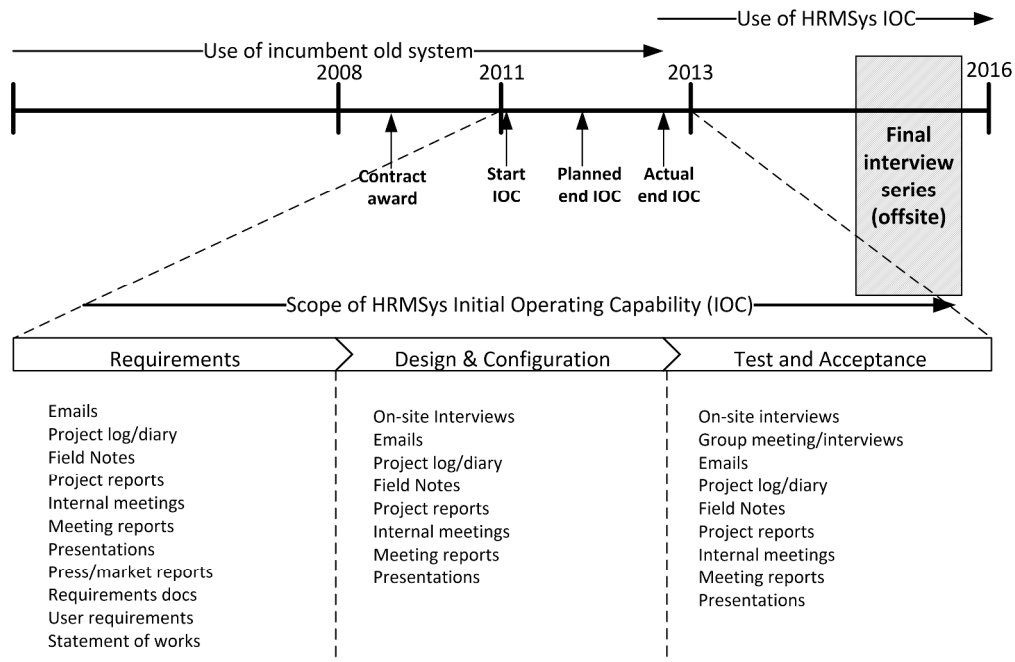 Use of HRMSys IOC
Use of incumbent old system
2008
2011
2013
2016
Contract
award
Start
IOC
Planned
end IOC
Actual
end IOC
Final
interview
series
(offsite)
Scope of HRMSys Initial Operating Capability (IOC)
Requirements
Design & Configuration
Test and Acceptance
Emails
Project log/diary
Field Notes
Project reports
Internal meetings
Meeting reports
Presentations
Press/market reports
Requirements docs
User requirements
Statement of works
On-site Interviews
Emails
Project log/diary
Field Notes
Project reports
Internal meetings
Meeting reports
Presentations
On-site interviews
Group meeting/interviews
Emails
Project log/diary
Field Notes
Project reports
Internal meetings
Meeting reports
Presentations